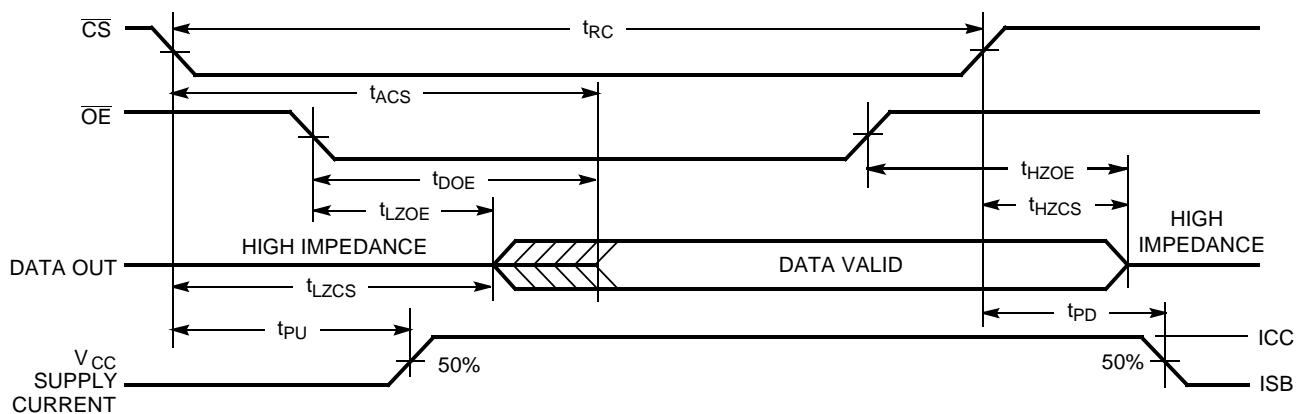 CS
tRC
tACS
OE
tDOE
tHZOE
tLZOE
tHZCS
HIGH IMPEDANCE
HIGH
IMPEDANCE
DATA OUT
DATA VALID
tLZCS
tPU
tPD
ICC
VCC
SUPPLY
CURRENT
50%
50%
ISB